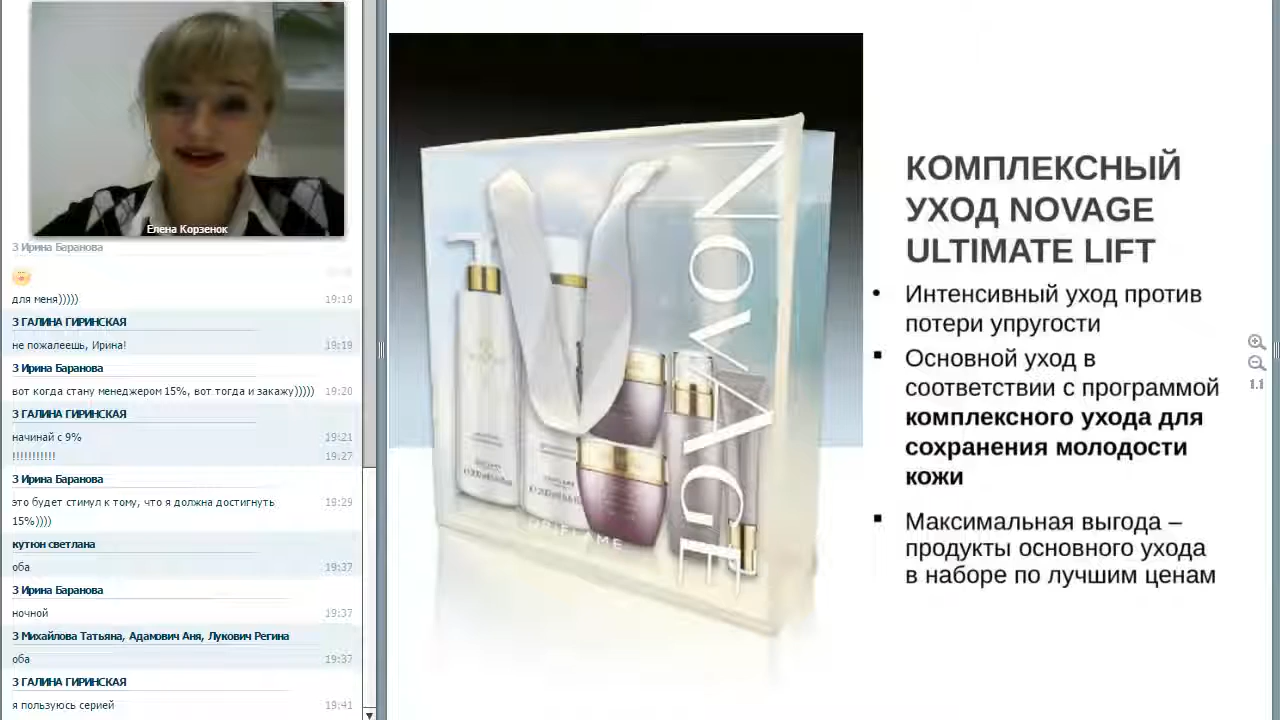 Елена Корзенок
З Ирина Баранова
для меня))))) 19:19
З ГАЛИНА ГИРИНСКАЯ
не пожалеешь, Ирина! 19:19
З Ирина Баранова
вот когда стану менеджером 15%, вот тогда и закажу))))) 19:20
З ГАЛИНА ГИРИНСКАЯ
начинай с 9% 19:21
!!!!!!!!!!! 19:27
З Ирина Баранова
это будет стимул к тому, что я должна достигнуть 19:29
15%))))
кутюн светлана
оба 19:37
З Ирина Баранова
ночной 19:37
З Михайлова Татьяна, Адамович Аня, Лукович Регина
оба 19:37
З ГАЛИНА ГИРИНСКАЯ
я пользуюсь серией 19:41
NOVAGE
ORIFLAME
КОМПЛЕКСНЫЙ
УХОД NOVAGE
ULTIMATE LIFT
• Интенсивный уход против
потери упругости
▪ Основной уход в
соответствии с программой
комплексного ухода для
сохранения молодости
кожи
▪ Максимальная выгода –
продукты основного ухода
в наборе по лучшим ценам
1.1